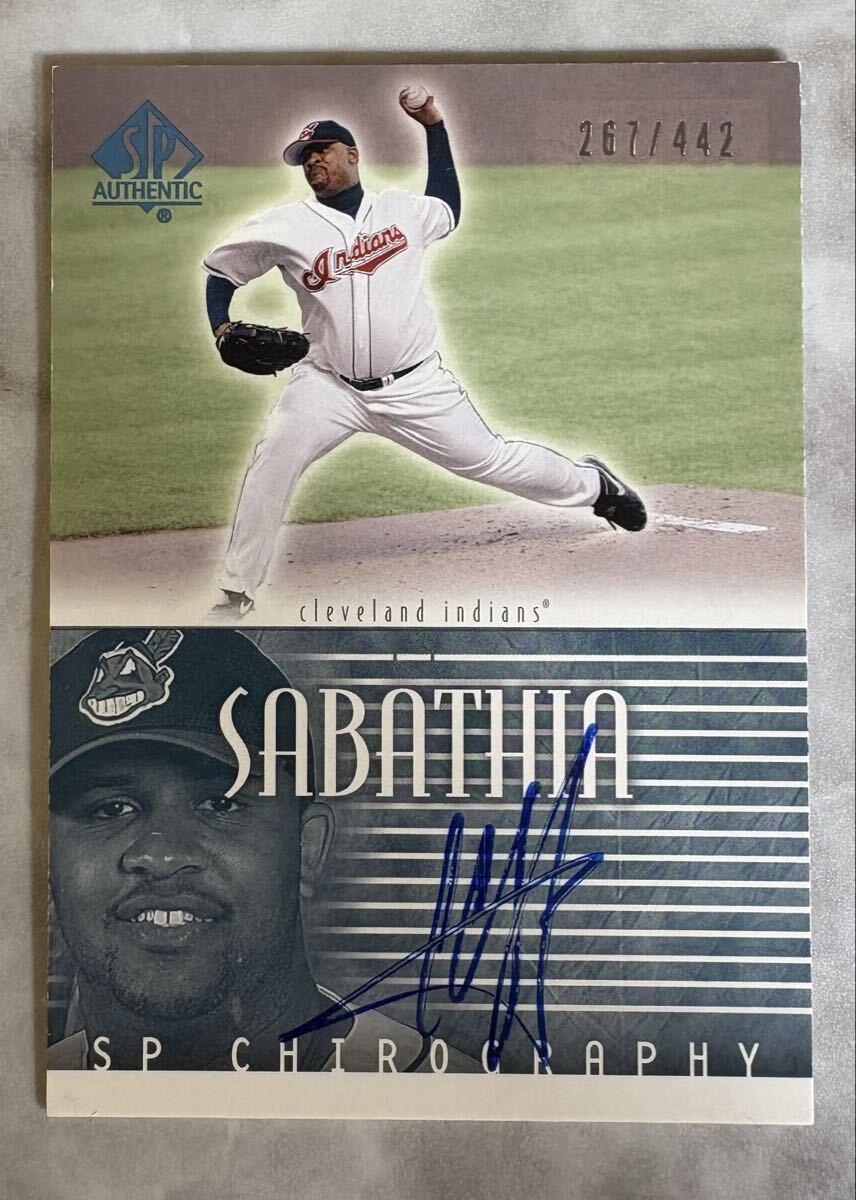 267/442
SP
AUTHENTIC
®
Indians
cleveland indians®
SABATHIA
SP CHIROGRAPHY